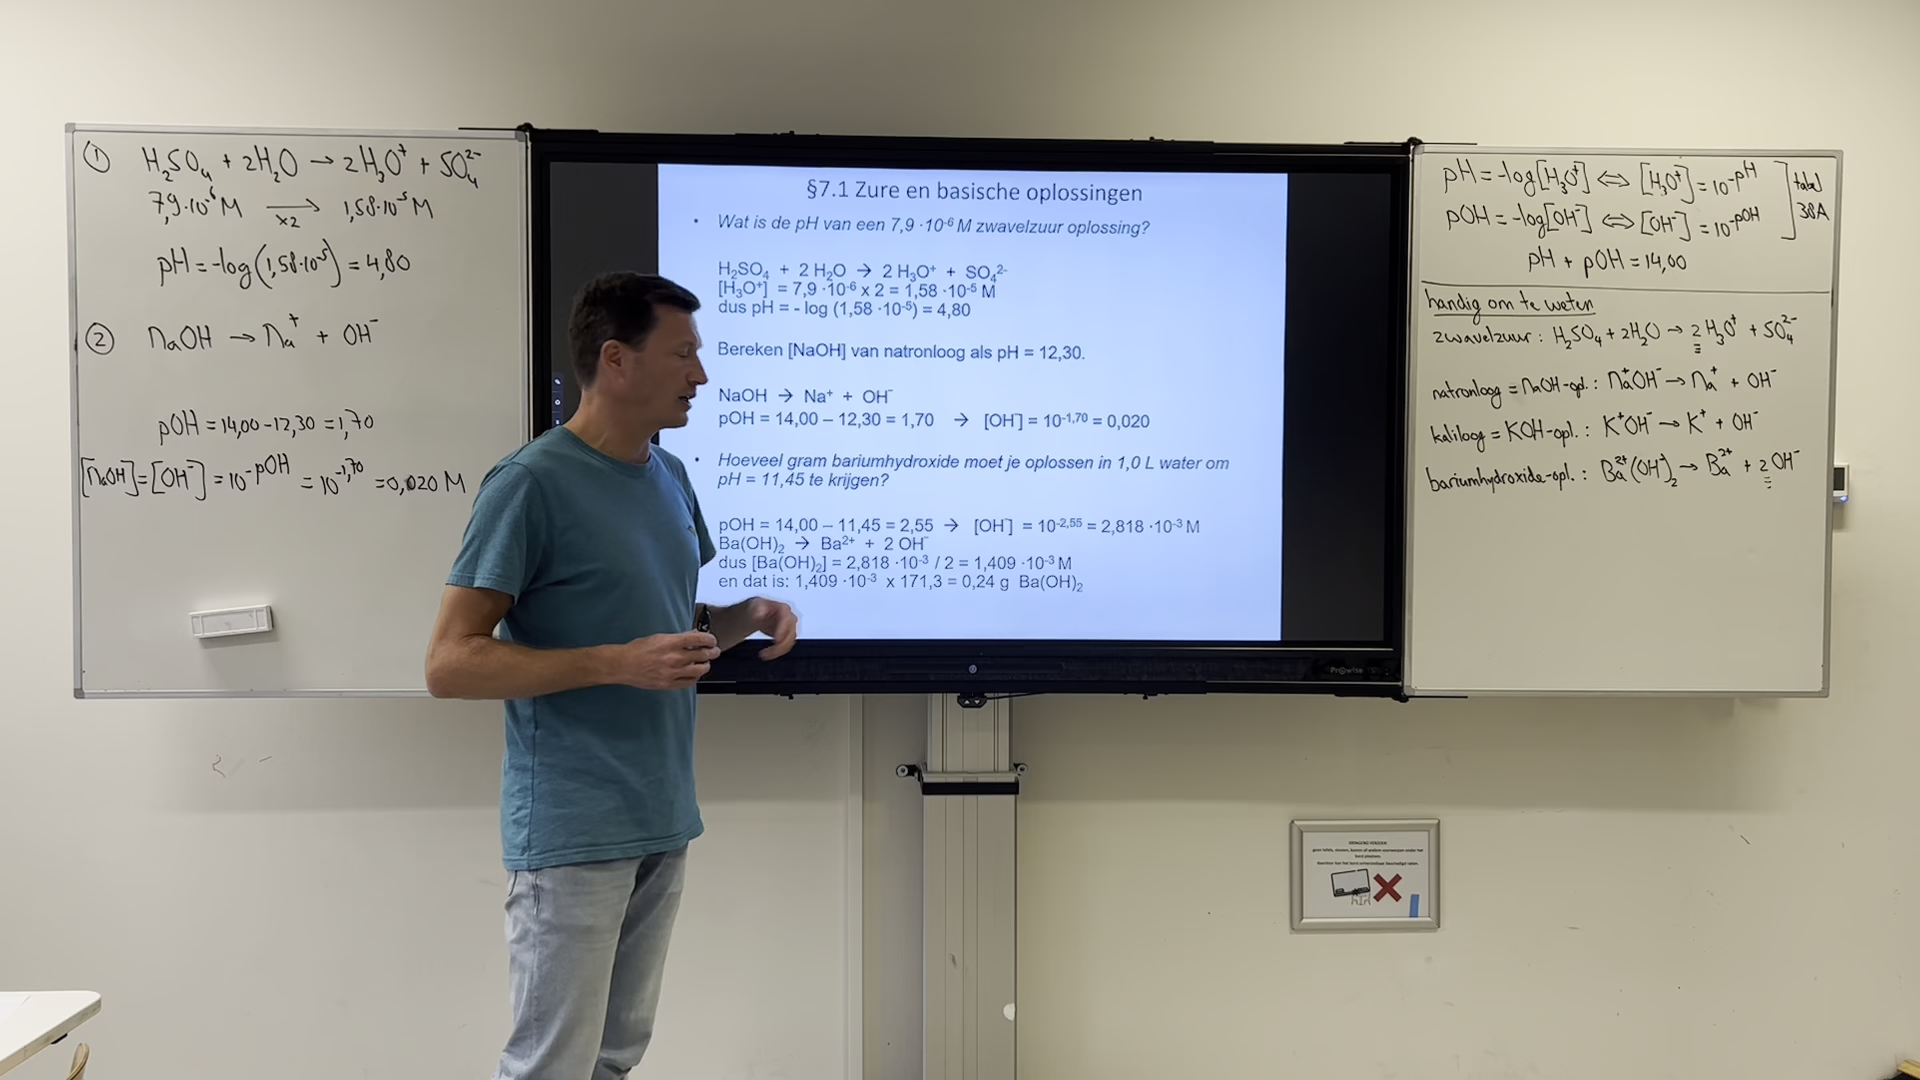 ① H₂SO₄ + 2H₂O → 2H₃O⁺ + SO₄²⁻
7,9·10⁻⁶ M →x2 1,58·10⁻⁵ M
pH = -log(1,58·10⁻⁵) = 4,80
② NaOH → Na⁺ + OH⁻
pOH = 14,00 - 12,30 = 1,70
[NaOH] = [OH⁻] = 10⁻ᵖᴼᴴ = 10⁻¹,⁷⁰ = 0,020 M
§7.1 Zure en basische oplossingen
• Wat is de pH van een 7,9 ·10⁻⁶ M zwavelzuur oplossing?
H₂SO₄ + 2 H₂O → 2 H₃O⁺ + SO₄²⁻
[H₃O⁺] = 7,9 ·10⁻⁶ x 2 = 1,58 ·10⁻⁵ M
dus pH = - log (1,58 ·10⁻⁵) = 4,80
Bereken [NaOH] van natronloog als pH = 12,30.
NaOH → Na⁺ + OH⁻
pOH = 14,00 – 12,30 = 1,70 → [OH⁻] = 10⁻¹,⁷⁰ = 0,020
• Hoeveel gram bariumhydroxide moet je oplossen in 1,0 L water om
pH = 11,45 te krijgen?
pOH = 14,00 – 11,45 = 2,55 → [OH⁻] = 10⁻²,⁵⁵ = 2,818 ·10⁻³ M
Ba(OH)₂ → Ba²⁺ + 2 OH⁻
dus [Ba(OH)₂] = 2,818 ·10⁻³ / 2 = 1,409 ·10⁻³ M
en dat is: 1,409 ·10⁻³ x 171,3 = 0,24 g Ba(OH)₂
Prowise
pH = -log[H₃O⁺] ⇔ [H₃O⁺] = 10⁻ᵖᴴ
pOH = -log[OH⁻] ⇔ [OH⁻] = 10⁻ᵖᴼᴴ
tabel
38A
pH + pOH = 14,00
handig om te weten
zwavelzuur: H₂SO₄ + 2H₂O → 2H₃O⁺ + SO₄²⁻
natronloog = NaOH-opl.: Na⁺OH⁻ → Na⁺ + OH⁻
kaliloog = KOH-opl.: K⁺OH⁻ → K⁺ + OH⁻
bariumhydroxide-opl.: Ba²⁺(OH⁻)₂ → Ba²⁺ + 2OH⁻